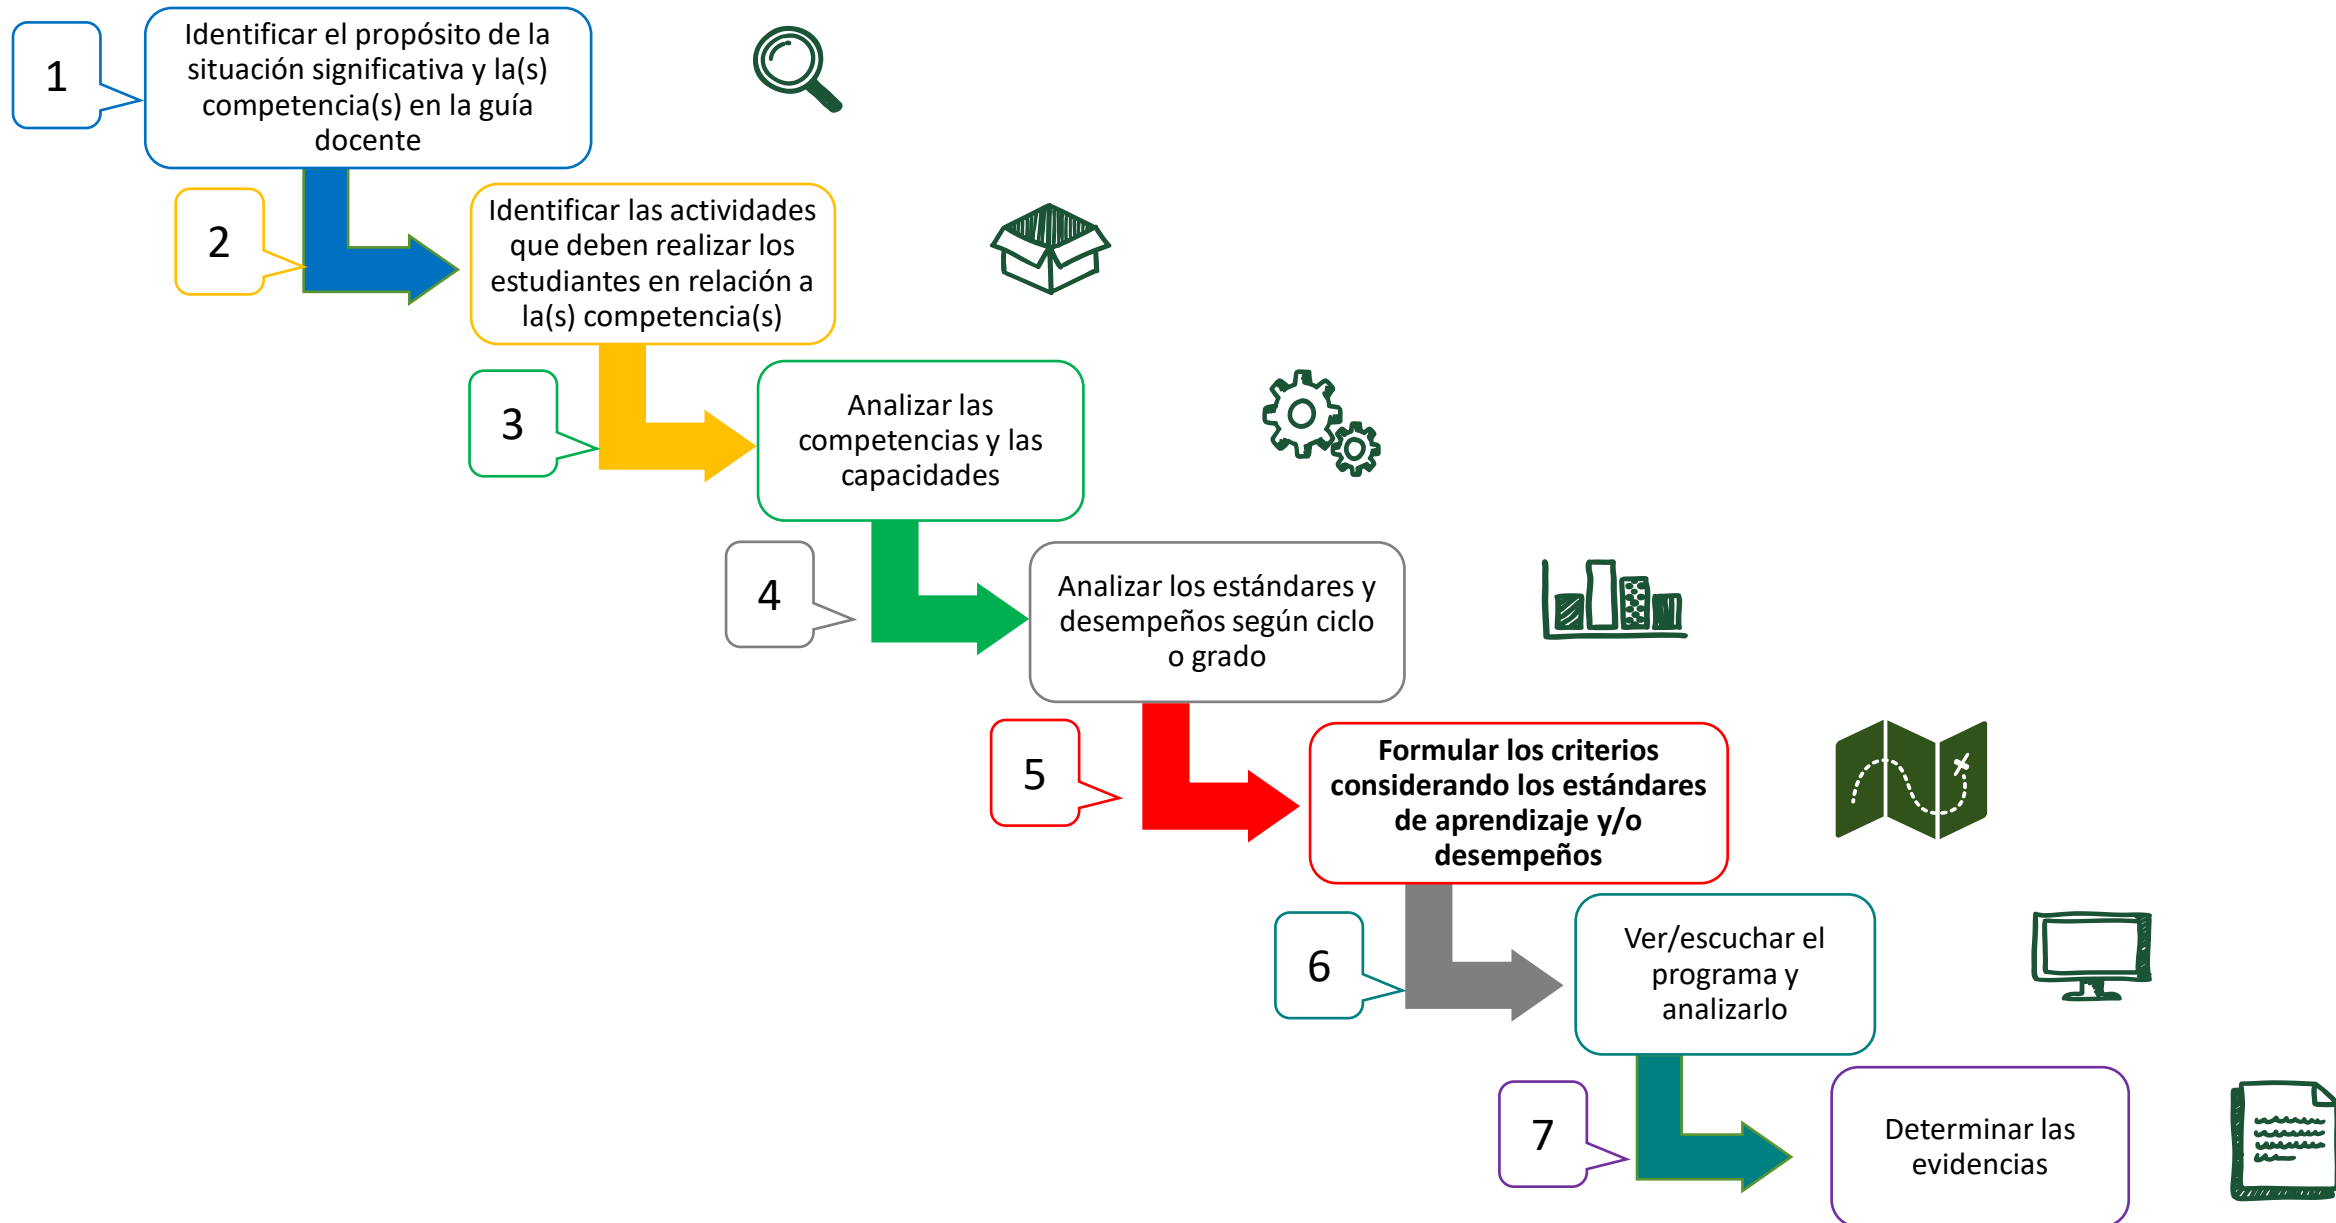 1
Identificar el propósito de la
situación significativa y la(s)
competencia(s) en la guía
docente
2
Identificar las actividades
que deben realizar los
estudiantes en relación a
la(s) competencia(s)
3
Analizar las
competencias y las
capacidades
4
Analizar los estándares y
desempeños según ciclo
o grado
5
Formular los criterios
considerando los estándares
de aprendizaje y/o
desempeños
6
Ver/escuchar el
programa y
analizarlo
7
Determinar las
evidencias